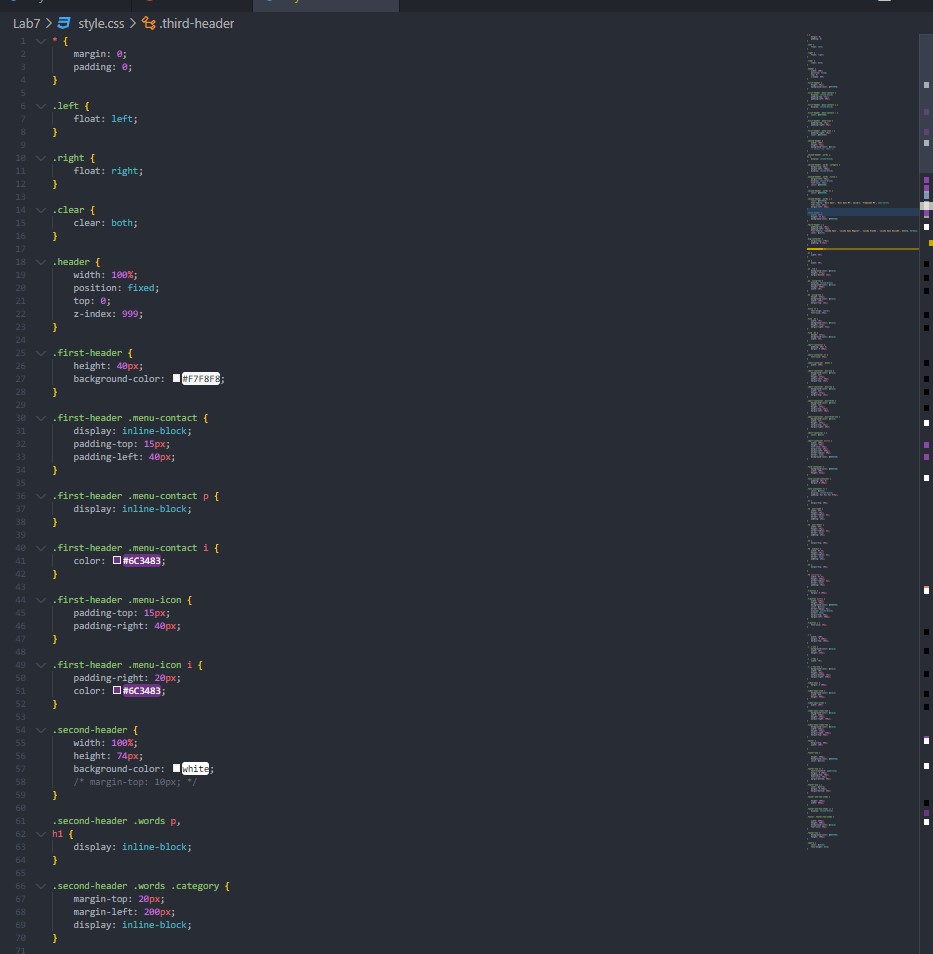 Lab7 > style.css > .third-header
1 * {
2 margin: 0;
3 padding: 0;
4 }
5
6 .left {
7 float: left;
8 }
9
10 .right {
11 float: right;
12 }
13
14 .clear {
15 clear: both;
16 }
17
18 .header {
19 width: 100%;
20 position: fixed;
21 top: 0;
22 z-index: 999;
23 }
24
25 .first-header {
26 height: 40px;
27 background-color: #F7F8F8;
28 }
29
30 .first-header .menu-contact {
31 display: inline-block;
32 padding-top: 15px;
33 padding-left: 40px;
34 }
35
36 .first-header .menu-contact p {
37 display: inline-block;
38 }
39
40 .first-header .menu-contact i {
41 color: #6C3483;
42 }
43
44 .first-header .menu-icon {
45 padding-top: 15px;
46 padding-right: 40px;
47 }
48
49 .first-header .menu-icon i {
50 padding-right: 20px;
51 color: #6C3483;
52 }
53
54 .second-header {
55 width: 100%;
56 height: 74px;
57 background-color: white;
58 /* margin-top: 10px; */
59 }
60
61 .second-header .words p,
62 h1 {
63 display: inline-block;
64 }
65
66 .second-header .words .category {
67 margin-top: 20px;
68 margin-left: 200px;
69 display: inline-block;
70 }
71